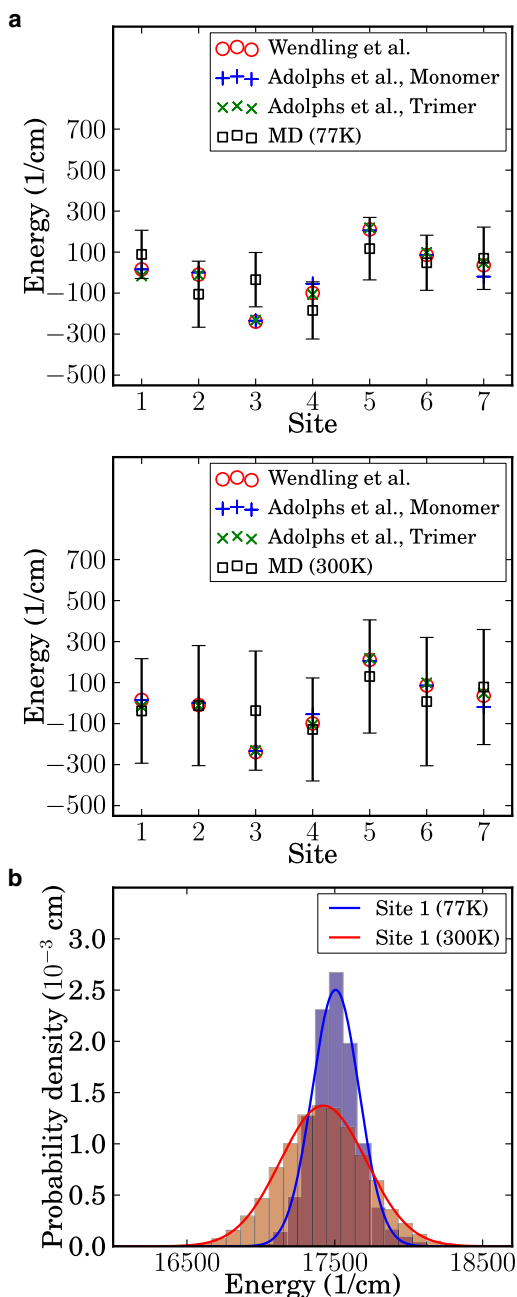 a
Wendling et al.
Adolphs et al., Monomer
Adolphs et al., Trimer
MD (77K)
Energy (1/cm)
700
500
300
100
−100
−300
−500
1 2 3 4 5 6 7
Site
Wendling et al.
Adolphs et al., Monomer
Adolphs et al., Trimer
MD (300K)
Energy (1/cm)
700
500
300
100
−100
−300
−500
1 2 3 4 5 6 7
Site
b
Site 1 (77K)
Site 1 (300K)
Probability density (10⁻³ cm)
3.0
2.5
2.0
1.5
1.0
0.5
0.0
16500 17500 18500
Energy (1/cm)